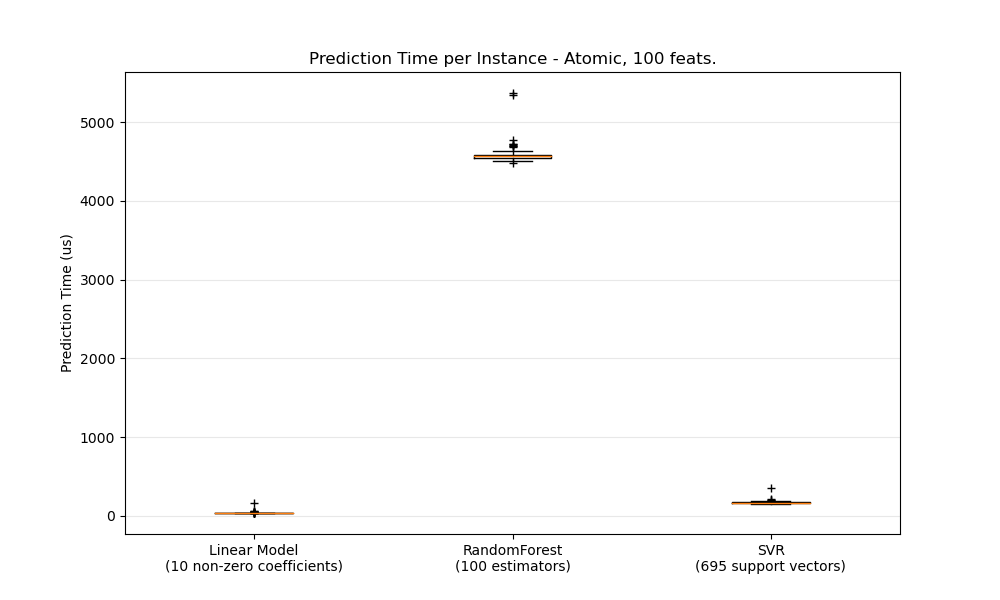 Prediction Time per Instance - Atomic, 100 feats.
Prediction Time (us)
5000
4000
3000
2000
1000
0
Linear Model
(10 non-zero coefficients)
RandomForest
(100 estimators)
SVR
(695 support vectors)